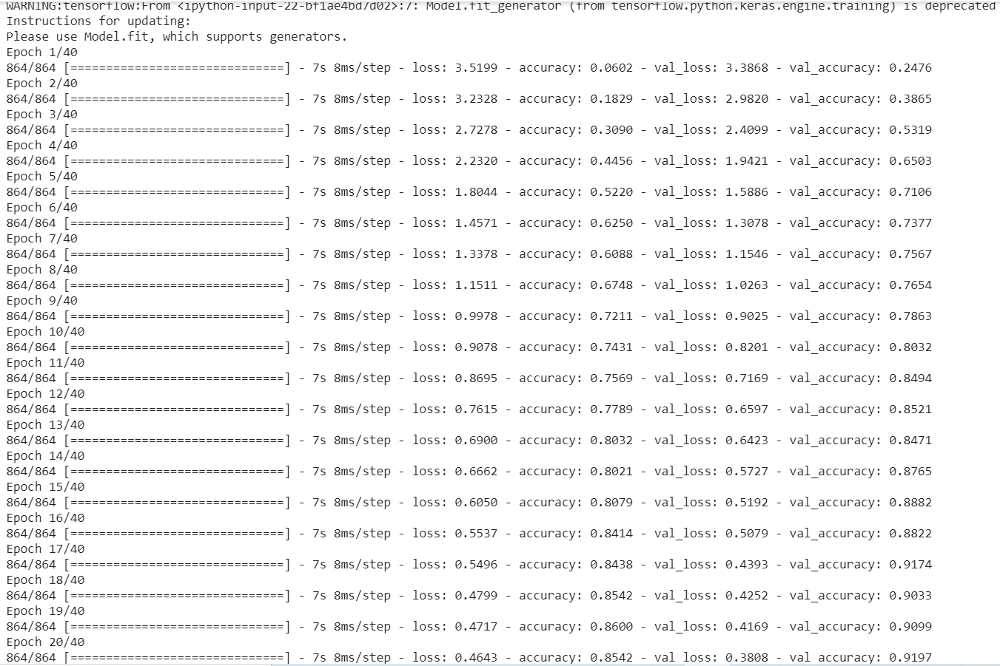 WARNING:tensorflow:From <ipython-input-22-bf1ae4bd7d02>:7: Model.fit_generator (from tensorflow.python.keras.engine.training) is deprecated
Instructions for updating:
Please use Model.fit, which supports generators.
Epoch 1/40
864/864 [==============================] - 7s 8ms/step - loss: 3.5199 - accuracy: 0.0602 - val_loss: 3.3868 - val_accuracy: 0.2476
Epoch 2/40
864/864 [==============================] - 7s 8ms/step - loss: 3.2328 - accuracy: 0.1829 - val_loss: 2.9820 - val_accuracy: 0.3865
Epoch 3/40
864/864 [==============================] - 7s 8ms/step - loss: 2.7278 - accuracy: 0.3090 - val_loss: 2.4099 - val_accuracy: 0.5319
Epoch 4/40
864/864 [==============================] - 7s 8ms/step - loss: 2.2320 - accuracy: 0.4456 - val_loss: 1.9421 - val_accuracy: 0.6503
Epoch 5/40
864/864 [==============================] - 7s 8ms/step - loss: 1.8044 - accuracy: 0.5220 - val_loss: 1.5886 - val_accuracy: 0.7106
Epoch 6/40
864/864 [==============================] - 7s 8ms/step - loss: 1.4571 - accuracy: 0.6250 - val_loss: 1.3078 - val_accuracy: 0.7377
Epoch 7/40
864/864 [==============================] - 7s 8ms/step - loss: 1.3378 - accuracy: 0.6088 - val_loss: 1.1546 - val_accuracy: 0.7567
Epoch 8/40
864/864 [==============================] - 7s 8ms/step - loss: 1.1511 - accuracy: 0.6748 - val_loss: 1.0263 - val_accuracy: 0.7654
Epoch 9/40
864/864 [==============================] - 7s 8ms/step - loss: 0.9978 - accuracy: 0.7211 - val_loss: 0.9025 - val_accuracy: 0.7863
Epoch 10/40
864/864 [==============================] - 7s 8ms/step - loss: 0.9078 - accuracy: 0.7431 - val_loss: 0.8201 - val_accuracy: 0.8032
Epoch 11/40
864/864 [==============================] - 7s 8ms/step - loss: 0.8695 - accuracy: 0.7569 - val_loss: 0.7169 - val_accuracy: 0.8494
Epoch 12/40
864/864 [==============================] - 7s 8ms/step - loss: 0.7615 - accuracy: 0.7789 - val_loss: 0.6597 - val_accuracy: 0.8521
Epoch 13/40
864/864 [==============================] - 7s 8ms/step - loss: 0.6900 - accuracy: 0.8032 - val_loss: 0.6423 - val_accuracy: 0.8471
Epoch 14/40
864/864 [==============================] - 7s 8ms/step - loss: 0.6662 - accuracy: 0.8021 - val_loss: 0.5727 - val_accuracy: 0.8765
Epoch 15/40
864/864 [==============================] - 7s 8ms/step - loss: 0.6050 - accuracy: 0.8079 - val_loss: 0.5192 - val_accuracy: 0.8882
Epoch 16/40
864/864 [==============================] - 7s 8ms/step - loss: 0.5537 - accuracy: 0.8414 - val_loss: 0.5079 - val_accuracy: 0.8822
Epoch 17/40
864/864 [==============================] - 7s 8ms/step - loss: 0.5496 - accuracy: 0.8438 - val_loss: 0.4393 - val_accuracy: 0.9174
Epoch 18/40
864/864 [==============================] - 7s 8ms/step - loss: 0.4799 - accuracy: 0.8542 - val_loss: 0.4252 - val_accuracy: 0.9033
Epoch 19/40
864/864 [==============================] - 7s 8ms/step - loss: 0.4717 - accuracy: 0.8600 - val_loss: 0.4169 - val_accuracy: 0.9099
Epoch 20/40
864/864 [==============================] - 7s 8ms/step - loss: 0.4643 - accuracy: 0.8542 - val_loss: 0.3808 - val_accuracy: 0.9197